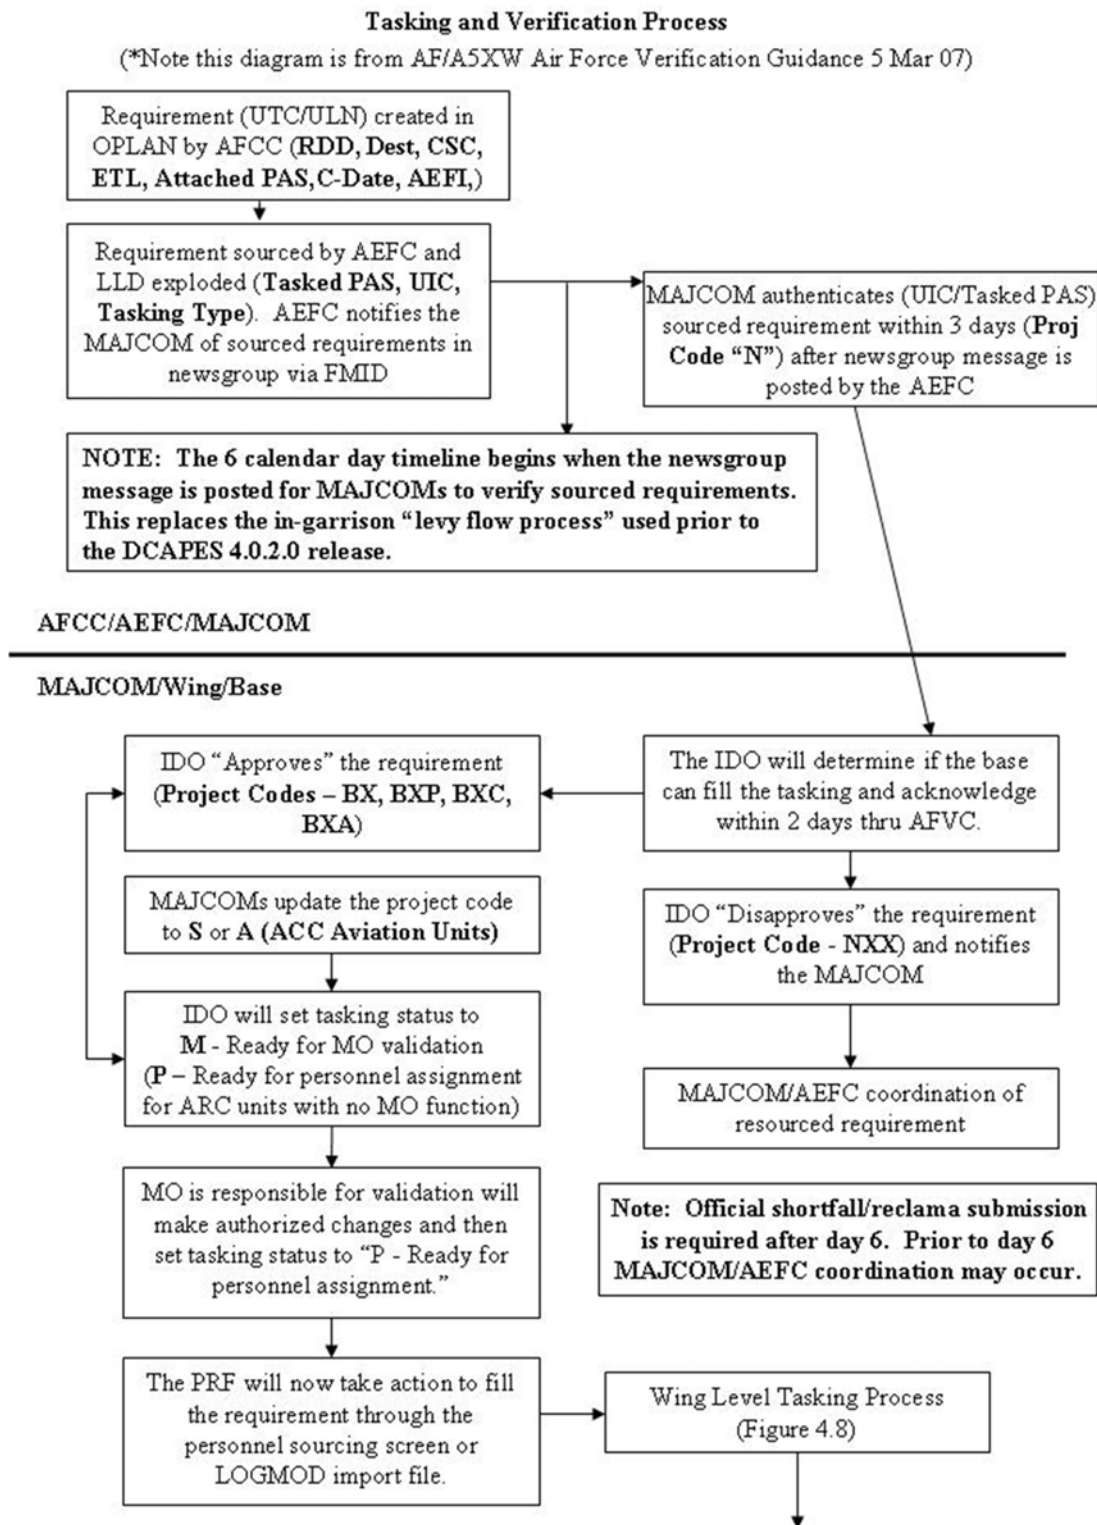 Tasking and Verification Process
(*Note this diagram is from AF/A5XW Air Force Verification Guidance 5 Mar 07)
Requirement (UTC/ULN) created in
OPLAN by AFCC (RDD, Dest, CSC,
ETL, Attached PAS,C-Date, AEFI,)
Requirement sourced by AEFC and
LLD exploded (Tasked PAS, UIC,
Tasking Type). AEFC notifies the
MAJCOM of sourced requirements in
newsgroup via FMID
MAJCOM authenticates (UIC/Tasked PAS)
sourced requirement within 3 days (Proj
Code “N”) after newsgroup message is
posted by the AEFC
NOTE: The 6 calendar day timeline begins when the newsgroup
message is posted for MAJCOMs to verify sourced requirements.
This replaces the in-garrison “levy flow process” used prior to
the DCAPES 4.0.2.0 release.
AFCC/AEFC/MAJCOM
MAJCOM/Wing/Base
IDO “Approves” the requirement
(Project Codes – BX, BXP, BXC,
BXA)
The IDO will determine if the base
can fill the tasking and acknowledge
within 2 days thru AFVC.
MAJCOMs update the project code
to S or A (ACC Aviation Units)
IDO “Disapproves” the requirement
(Project Code - NXX) and notifies
the MAJCOM
IDO will set tasking status to
M - Ready for MO validation
(P – Ready for personnel assignment
for ARC units with no MO function)
MAJCOM/AEFC coordination of
resourced requirement
MO is responsible for validation will
make authorized changes and then
set tasking status to “P - Ready for
personnel assignment.”
Note: Official shortfall/reclama submission
is required after day 6. Prior to day 6
MAJCOM/AEFC coordination may occur.
The PRF will now take action to fill
the requirement through the
personnel sourcing screen or
LOGMOD import file.
Wing Level Tasking Process
(Figure 4.8)